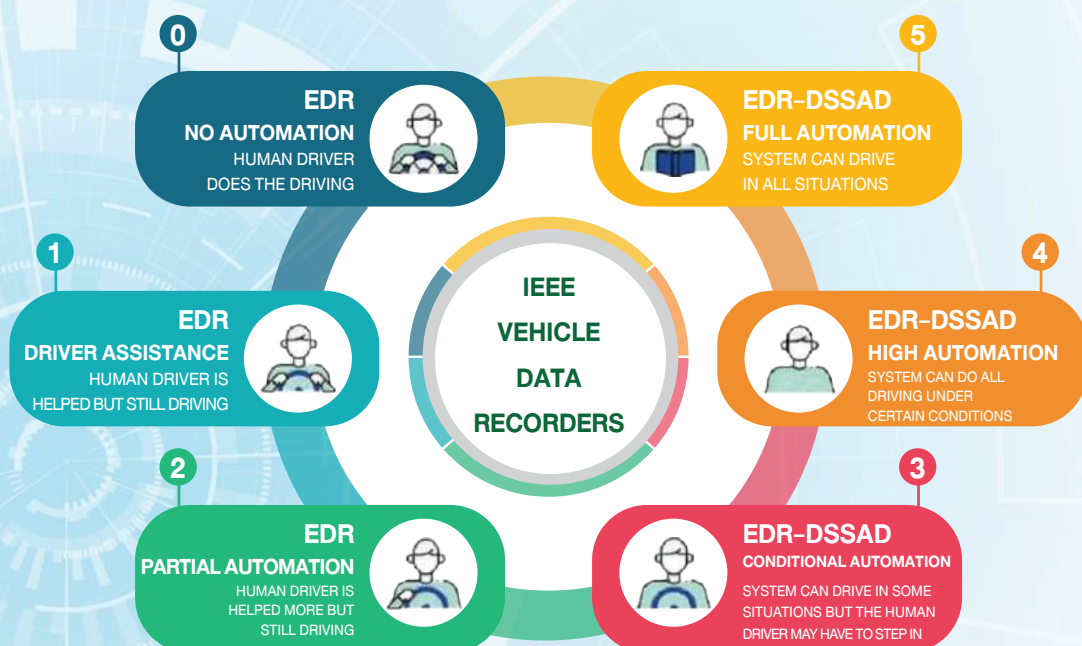 0
EDR
NO AUTOMATION
HUMAN DRIVER
DOES THE DRIVING
1
EDR
DRIVER ASSISTANCE
HUMAN DRIVER IS
HELPED BUT STILL DRIVING
2
EDR
PARTIAL AUTOMATION
HUMAN DRIVER IS
HELPED MORE BUT
STILL DRIVING
IEEE
VEHICLE
DATA
RECORDERS
5
EDR-DSSAD
FULL AUTOMATION
SYSTEM CAN DRIVE
IN ALL SITUATIONS
4
EDR-DSSAD
HIGH AUTOMATION
SYSTEM CAN DO ALL
DRIVING UNDER
CERTAIN CONDITIONS
3
EDR-DSSAD
CONDITIONAL AUTOMATION
SYSTEM CAN DRIVE IN SOME
SITUATIONS BUT THE HUMAN
DRIVER MAY HAVE TO STEP IN